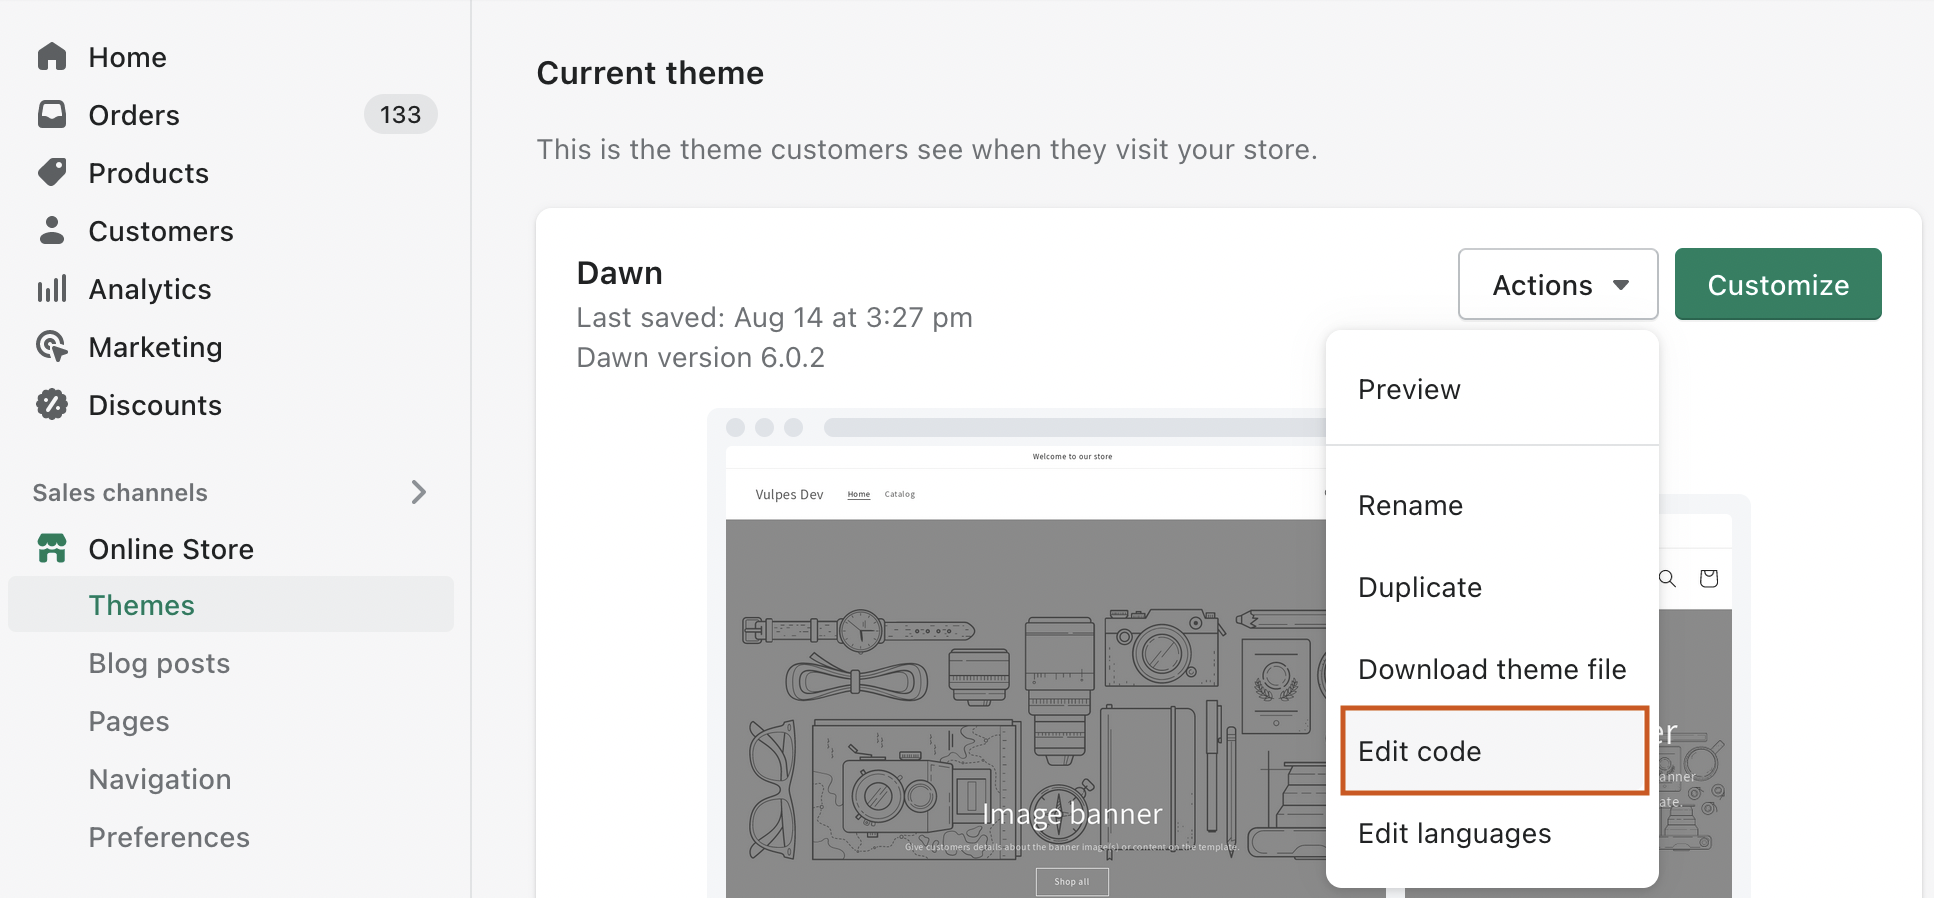 Home
Orders 133
Products
Customers
Analytics
Marketing
Discounts
Sales channels
Online Store
Themes
Blog posts
Pages
Navigation
Preferences
Current theme
This is the theme customers see when they visit your store.
Dawn
Last saved: Aug 14 at 3:27 pm
Dawn version 6.0.2
Actions
Customize
Preview
Rename
Duplicate
Download theme file
Edit code
Edit languages
Welcome to our store
Vulpes Dev Home Catalog
Image banner
Give customers details about the banner image(s) or content on the template.
Shop all
er
anner
ate.